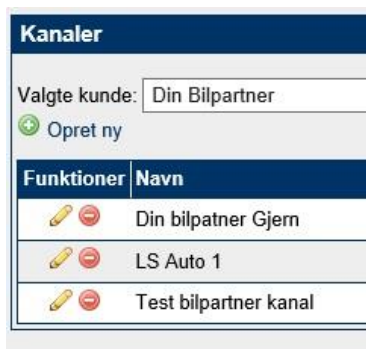 Kanaler
Valgte kunde: Din Bilpartner
Opret ny
Funktioner Navn
Din bilpatner Gjern
LS Auto 1
Test bilpartner kanal